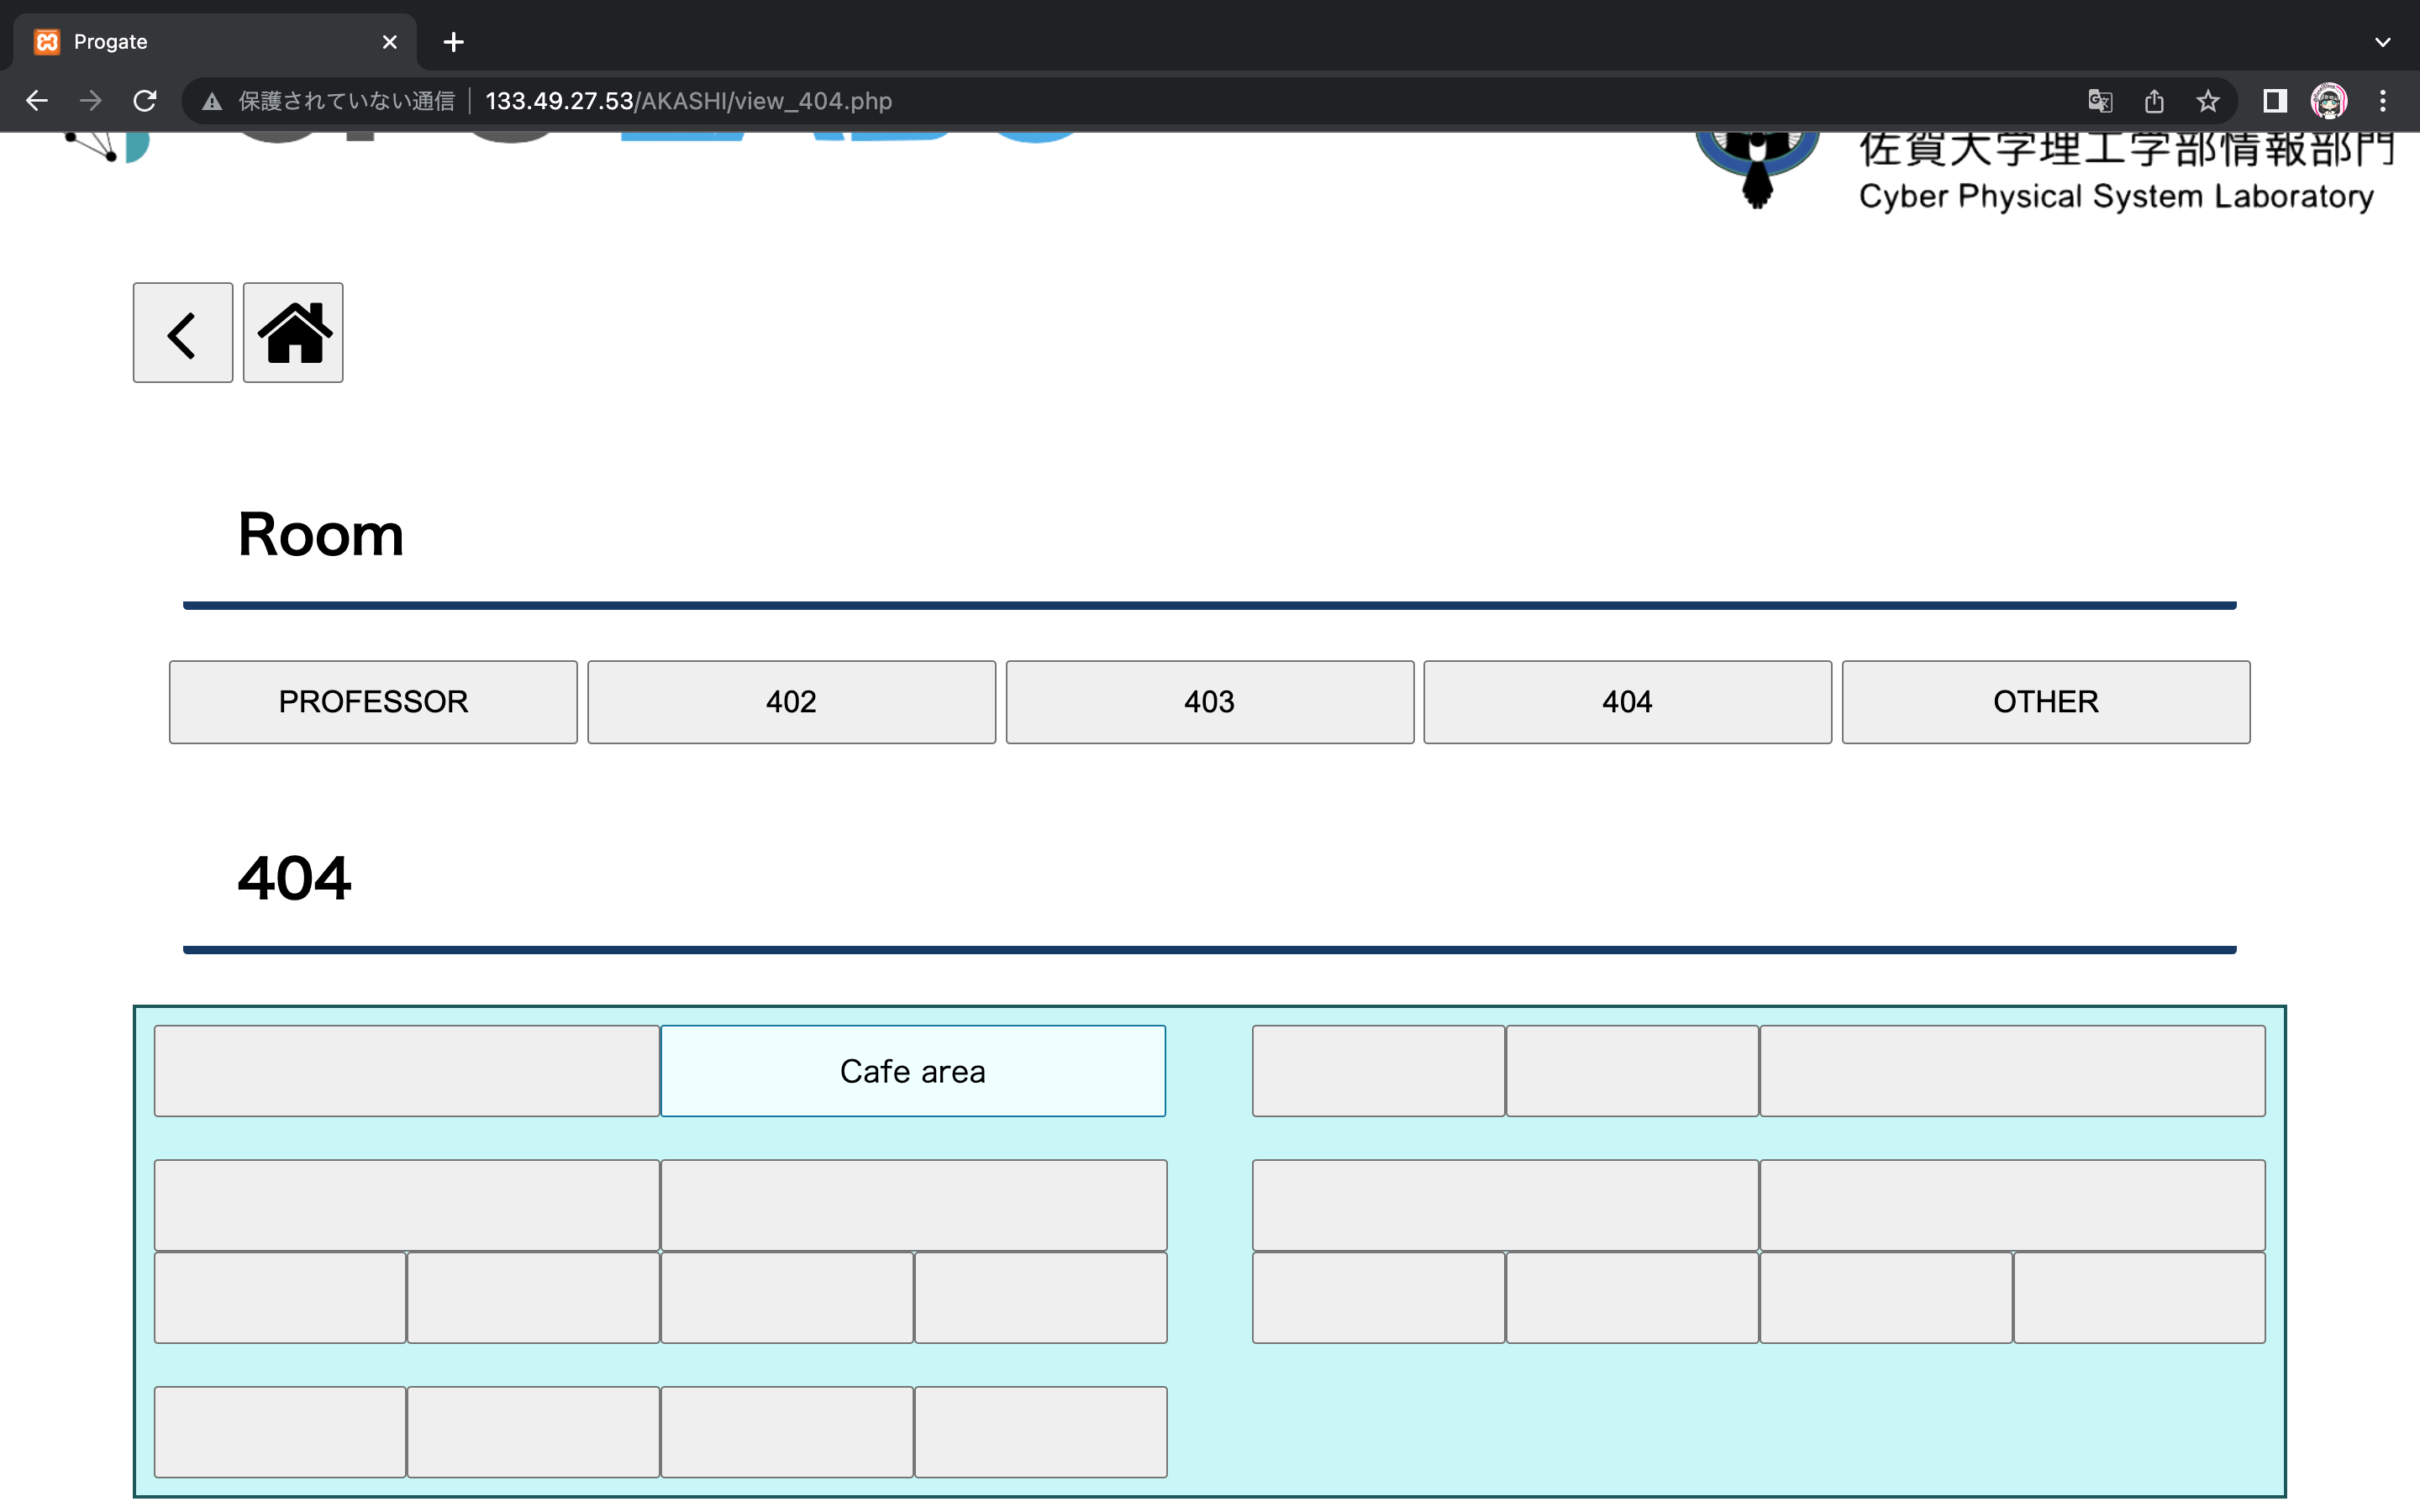 Progate
保護されていない通信 133.49.27.53/AKASHI/view_404.php
佐賀大学理工学部情報部門
Cyber Physical System Laboratory
Room
PROFESSOR 402 403 404 OTHER
404
Cafe area